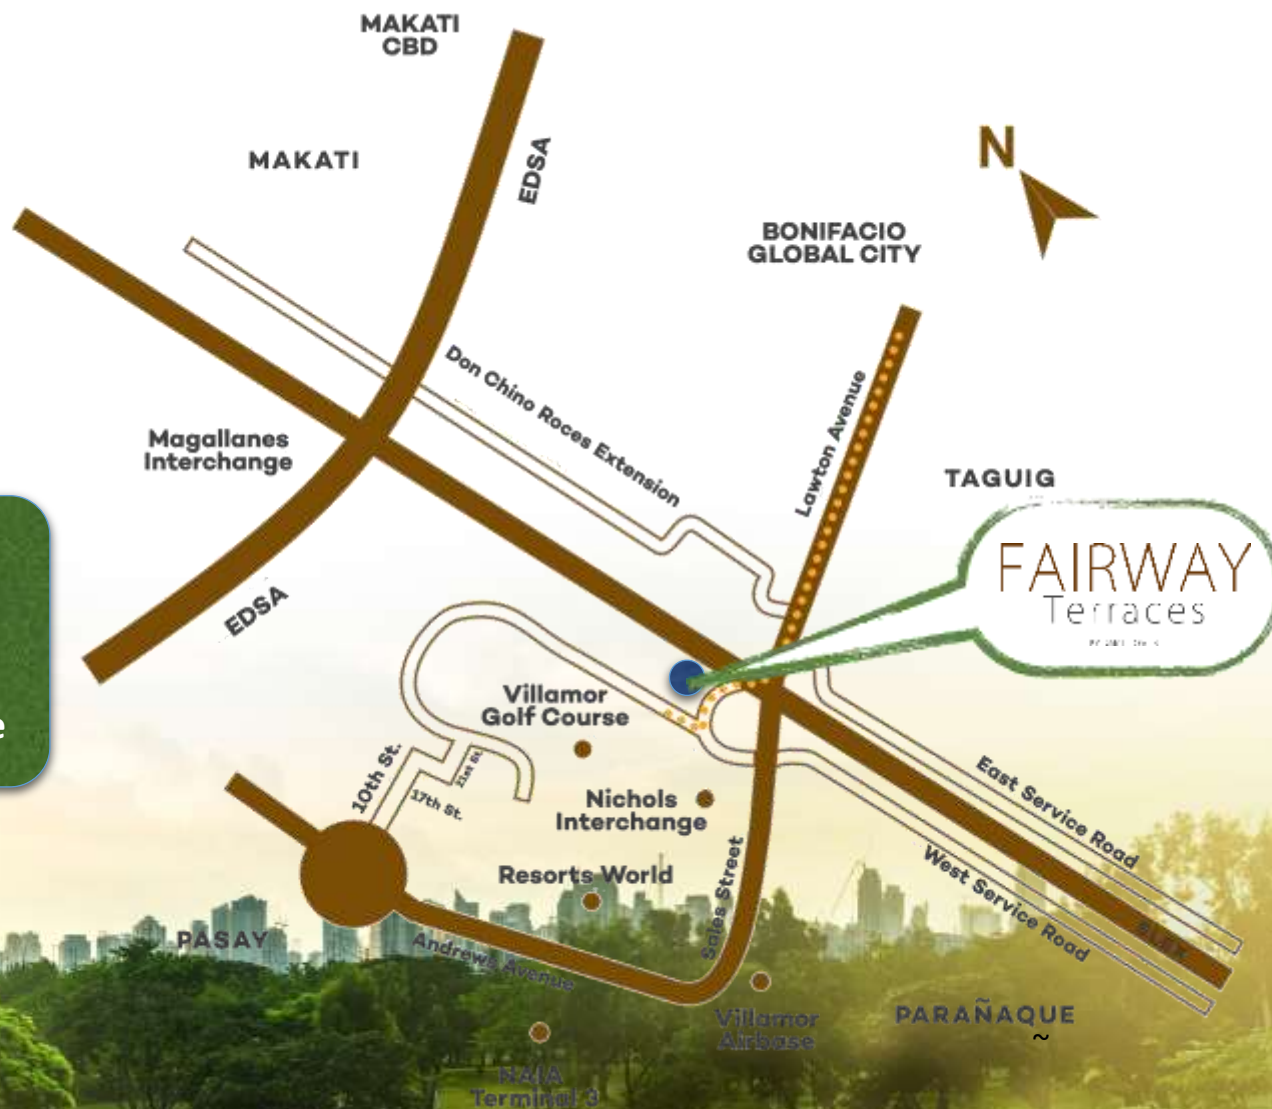 MAKATI
CBD
MAKATI
EDSA
N
BONIFACIO
GLOBAL CITY
Don Chino Roces Extension
Lawton Avenue
Magallanes
Interchange
TAGUIG
FAIRWAY
Terraces
EDSA
e
Villamor
Golf Course
10th St.
21st St.
17th St.
Nichols
Interchange
East Service Road
West Service Road
Resorts World
Sales Street
PASAY
Andrews Avenue
SLEX
Villamor
Airbase
PARAÑAQUE
~
NAIA
Terminal 3